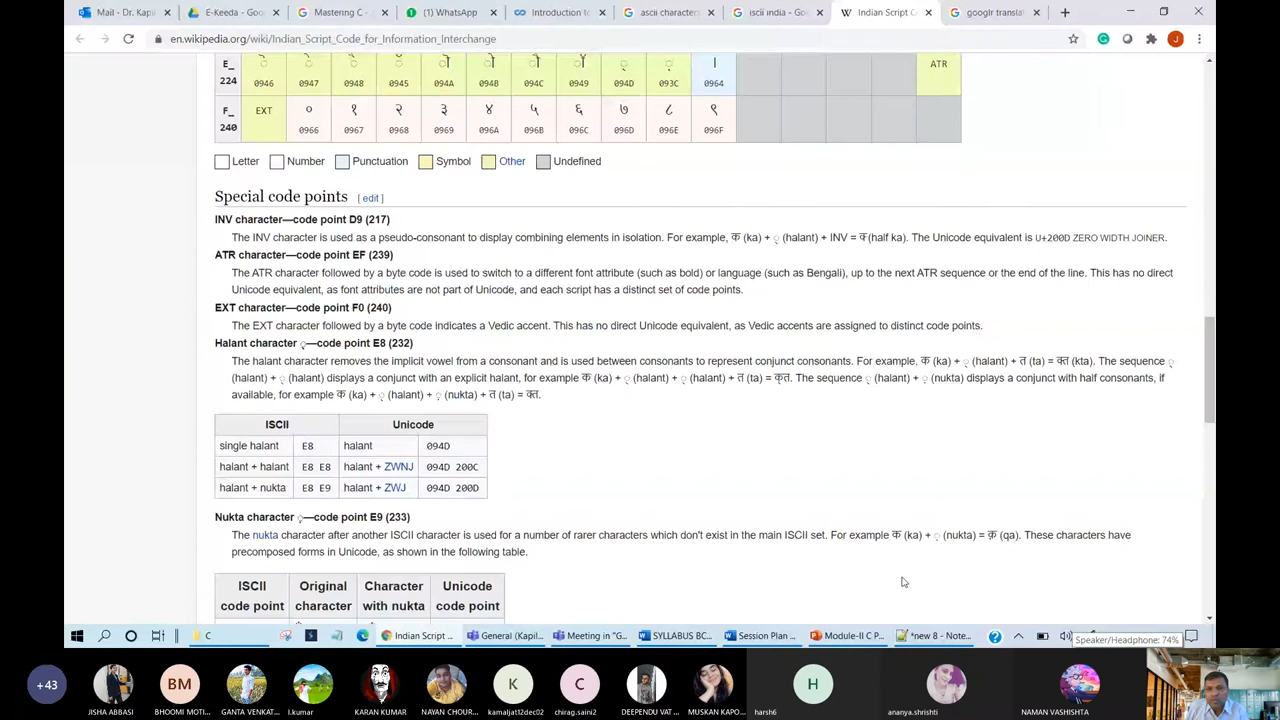 Mail - Dr. Kapil
E-Keeda - Goo
Mastering C -
(1) WhatsApp
Introduction to
ascii character
iscii india - Goo
Indian Script C
googlr transla
en.wikipedia.org/wiki/Indian_Script_Code_for_Information_Interchange
E_ 224 0946 0947 0948 0945 094A 094B 094C 0949 094D 093C । 0964 ATR
F_ 240 EXT ० 0966 १ 0967 २ 0968 ३ 0969 ४ 096A ५ 096B ६ 096C ७ 096D ८ 096E ९ 096F
Letter Number Punctuation Symbol Other Undefined
Special code points [ edit ]
INV character—code point D9 (217)
The INV character is used as a pseudo-consonant to display combining elements in isolation. For example, क (ka) + ् (halant) + INV = क्‍ (half ka). The Unicode equivalent is U+200D ZERO WIDTH JOINER.
ATR character—code point EF (239)
The ATR character followed by a byte code is used to switch to a different font attribute (such as bold) or language (such as Bengali), up to the next ATR sequence or the end of the line. This has no direct
Unicode equivalent, as font attributes are not part of Unicode, and each script has a distinct set of code points.
EXT character—code point F0 (240)
The EXT character followed by a byte code indicates a Vedic accent. This has no direct Unicode equivalent, as Vedic accents are assigned to distinct code points.
Halant character ्—code point E8 (232)
The halant character removes the implicit vowel from a consonant and is used between consonants to represent conjunct consonants. For example, क (ka) + ् (halant) + त (ta) = क्त (kta). The sequence ्
(halant) + ् (halant) displays a conjunct with an explicit halant, for example क (ka) + ् (halant) + ् (halant) + त (ta) = क्‌त. The sequence ् (halant) + ़ (nukta) displays a conjunct with half consonants, if
available, for example क (ka) + ् (halant) + ़ (nukta) + त (ta) = क्‍त.
ISCII Unicode
single halant E8 halant 094D
halant + halant E8 E8 halant + ZWNJ 094D 200C
halant + nukta E8 E9 halant + ZWJ 094D 200D
Nukta character ़—code point E9 (233)
The nukta character after another ISCII character is used for a number of rarer characters which don't exist in the main ISCII set. For example क (ka) + ़ (nukta) = क़ (qa). These characters have
precomposed forms in Unicode, as shown in the following table.
ISCII code point Original character Character with nukta Unicode code point
C
Indian Script ...
General (Kapil...
Meeting in "G...
SYLLABUS BC...
Session Plan ...
Module-II C P...
*new 8 - Note...
Speaker/Headphone: 74%
+43
BM
K
C
H
JISHA ABBASI
BHOOMI MOTI...
GANTA VENKAT...
I.kumar
KARAN KUMAR
NAYAN CHOUR...
kamaljat12dec02
chirag.saini2
DEEPENDU VAT ...
MUSKAN KAPO...
harsh6
ananya.shrishti
NAMAN VASHISTA